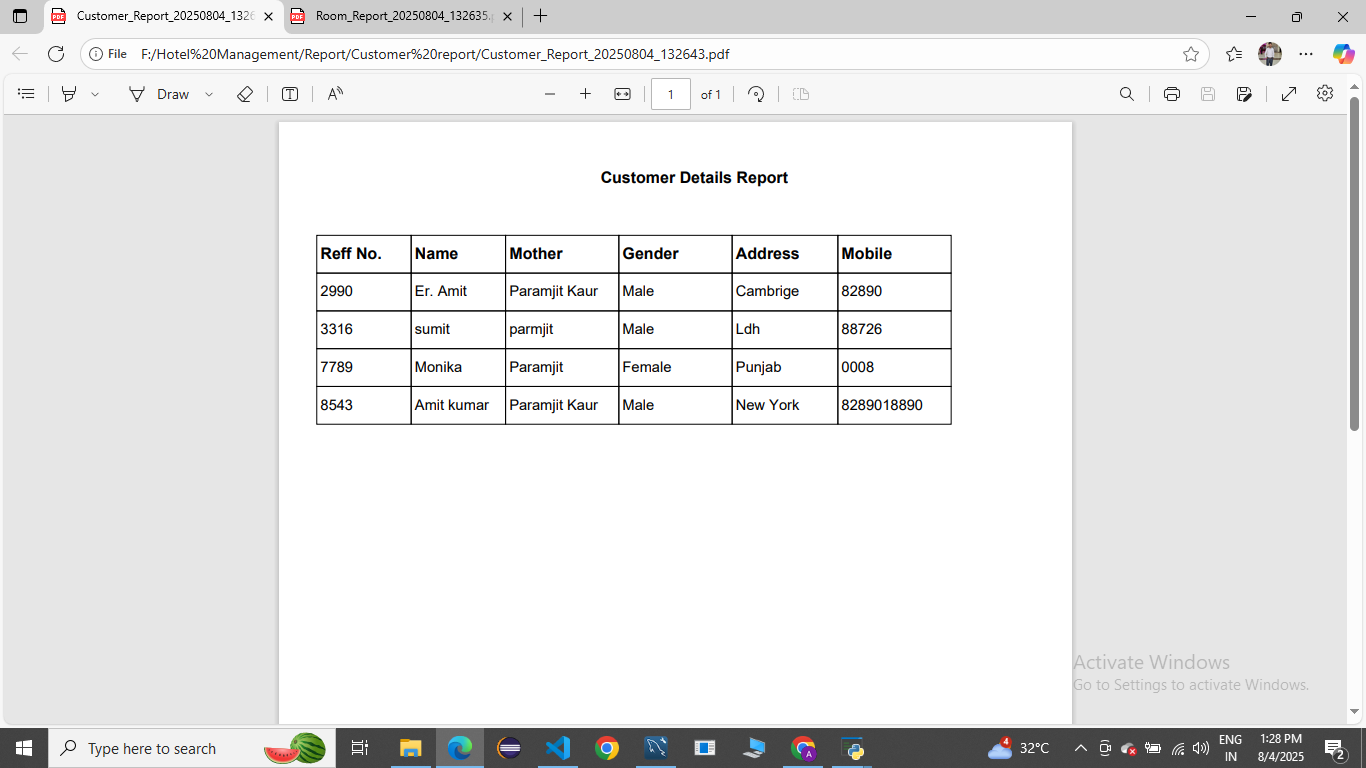 Customer_Report_20250804_1326
Room_Report_20250804_132635.
File F:/Hotel%20Management/Report/Customer%20report/Customer_Report_20250804_132643.pdf
Draw 1 of 1
Customer Details Report
Reff No. Name Mother Gender Address Mobile
2990 Er. Amit Paramjit Kaur Male Cambrige 82890
3316 sumit parmjit Male Ldh 88726
7789 Monika Paramjit Female Punjab 0008
8543 Amit kumar Paramjit Kaur Male New York 8289018890
Activate Windows
Go to Settings to activate Windows.
Type here to search
4
32°C
ENG
IN
1:28 PM
8/4/2025
2